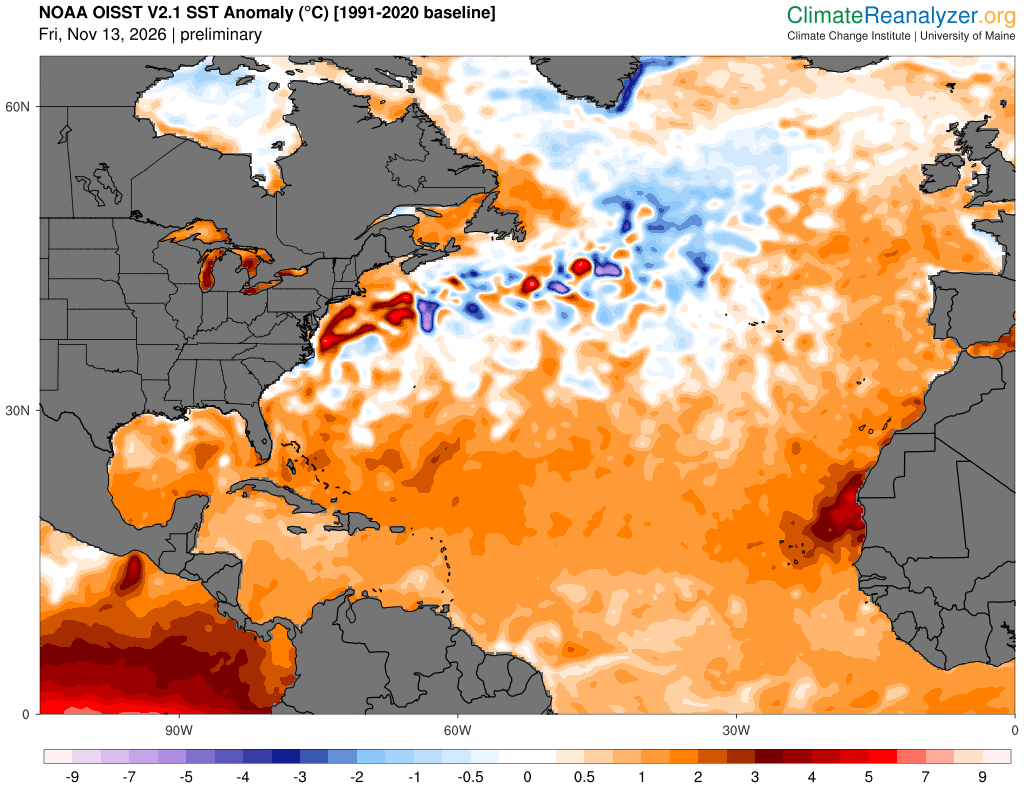 NOAA OISST V2.1 SST Anomaly (°C) [1991-2020 baseline]
Fri, Nov 13, 2026 | preliminary
ClimateReanalyzer.org
Climate Change Institute | University of Maine
60N
30N
0
90W 60W 30W 0
-9 -7 -5 -4 -3 -2 -1 -0.5 0 0.5 1 2 3 4 5 7 9